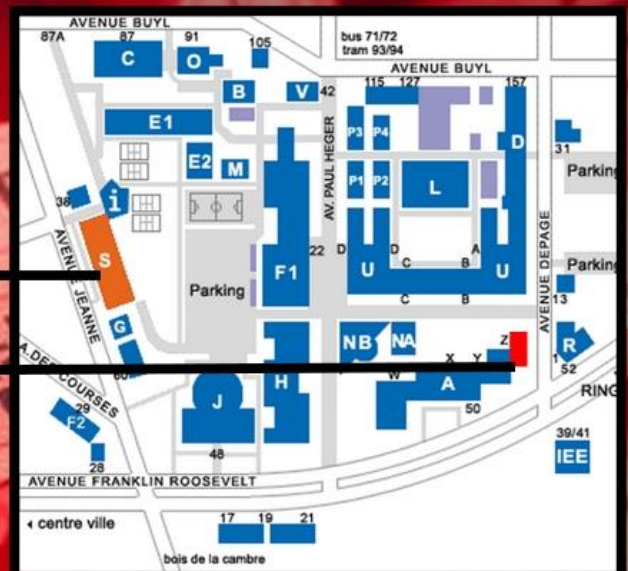 AVENUE BUYL
87A 87 91 105
bus 71/72
tram 93/94
AVENUE BUYL
C O B V 42
115 127 157
E1 E2 M
P3 P4 D
31
AV. PAUL HEGER
P1 P2 L
Parking
38 i
S
AVENUE JEANNE
Parking
F1 22
D U D C B A U
C B
AVENUE DEPAGE
Parking
13
G
NB NA
Z
R
1
52
60
A. DES COURSES
H
W X Y
A
50
RING
29
F2
28
J
48
39/41
IEE
AVENUE FRANKLIN ROOSEVELT
centre ville
17 19 21
bois de la cambre